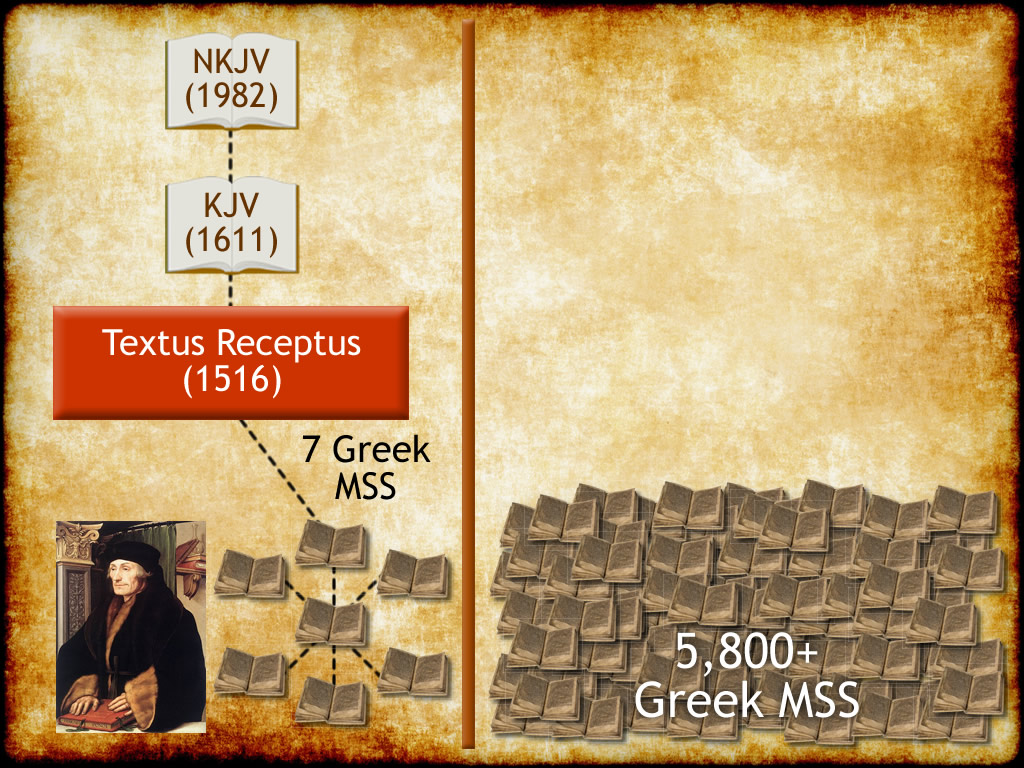 NKJV
(1982)
KJV
(1611)
Textus Receptus
(1516)
7 Greek
MSS
5,800+
Greek MSS